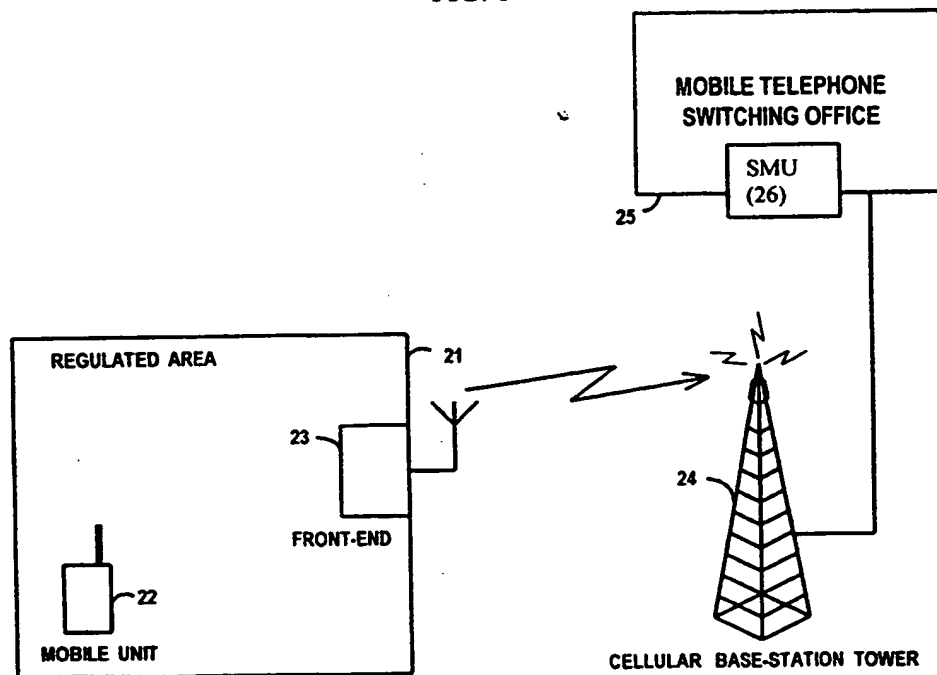 MOBILE TELEPHONE
SWITCHING OFFICE
SMU
(26)
25
REGULATED AREA
21
23
24
FRONT-END
22
MOBILE UNIT
CELLULAR BASE-STATION TOWER